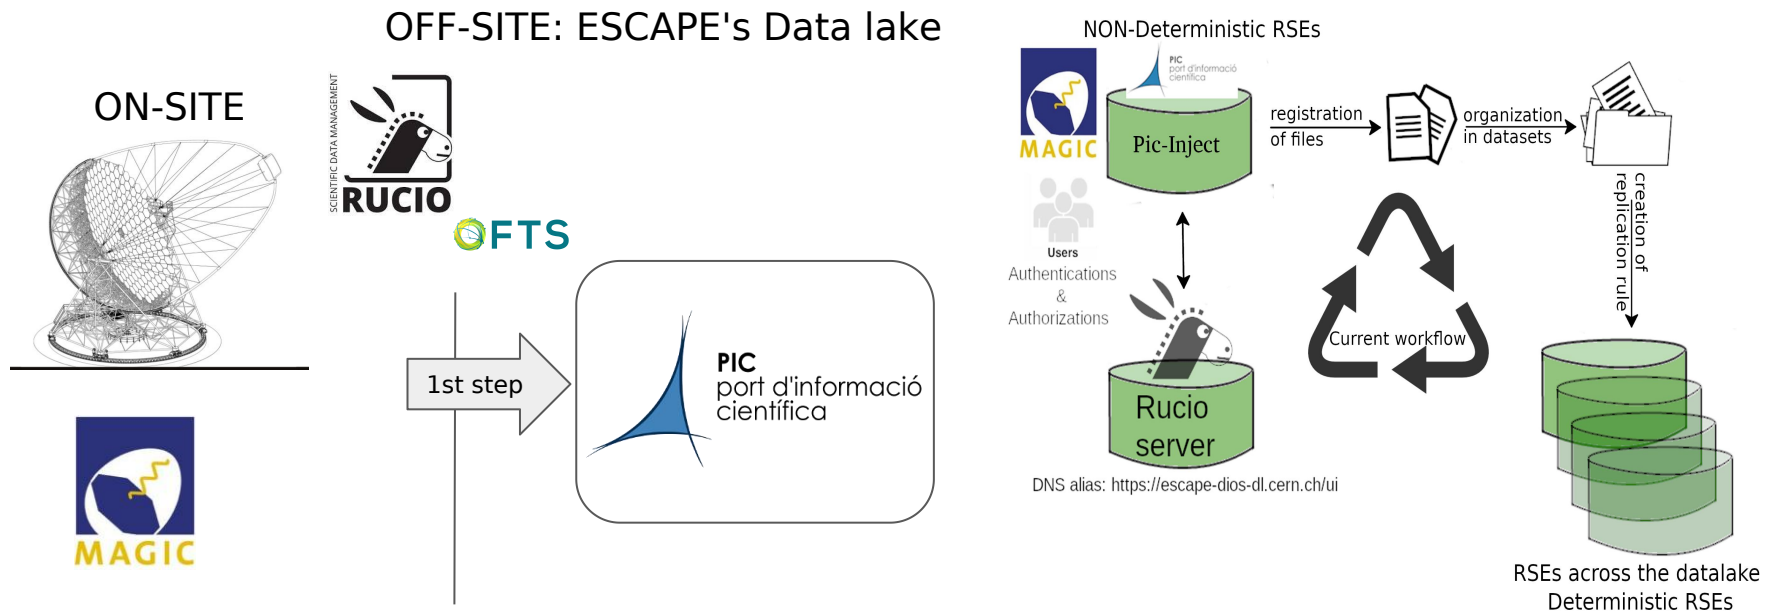 OFF-SITE: ESCAPE's Data lake
ON-SITE
SCIENTIFIC DATA MANAGEMENT
RUCIO
FTS
1st step
PIC
port d'informació
científica
MAGIC
NON-Deterministic RSEs
PIC
port d'informació
científica
MAGIC
Pic-Inject
registration
of files
organization
in datasets
creation of
replication rule
Users
Authentications
&
Authorizations
Current workflow
Rucio
server
DNS alias: https://escape-dios-dl.cern.ch/ui
RSEs across the datalake
Deterministic RSEs